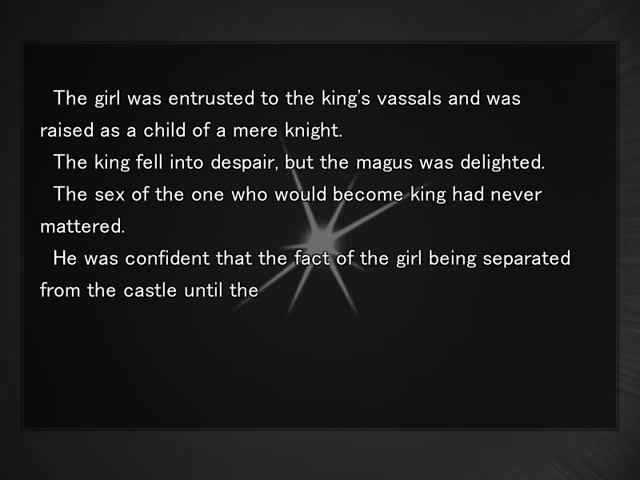 The girl was entrusted to the king's vassals and was
raised as a child of a mere knight.
The king fell into despair, but the magus was delighted.
The sex of the one who would become king had never
mattered.
He was confident that the fact of the girl being separated
from the castle until the